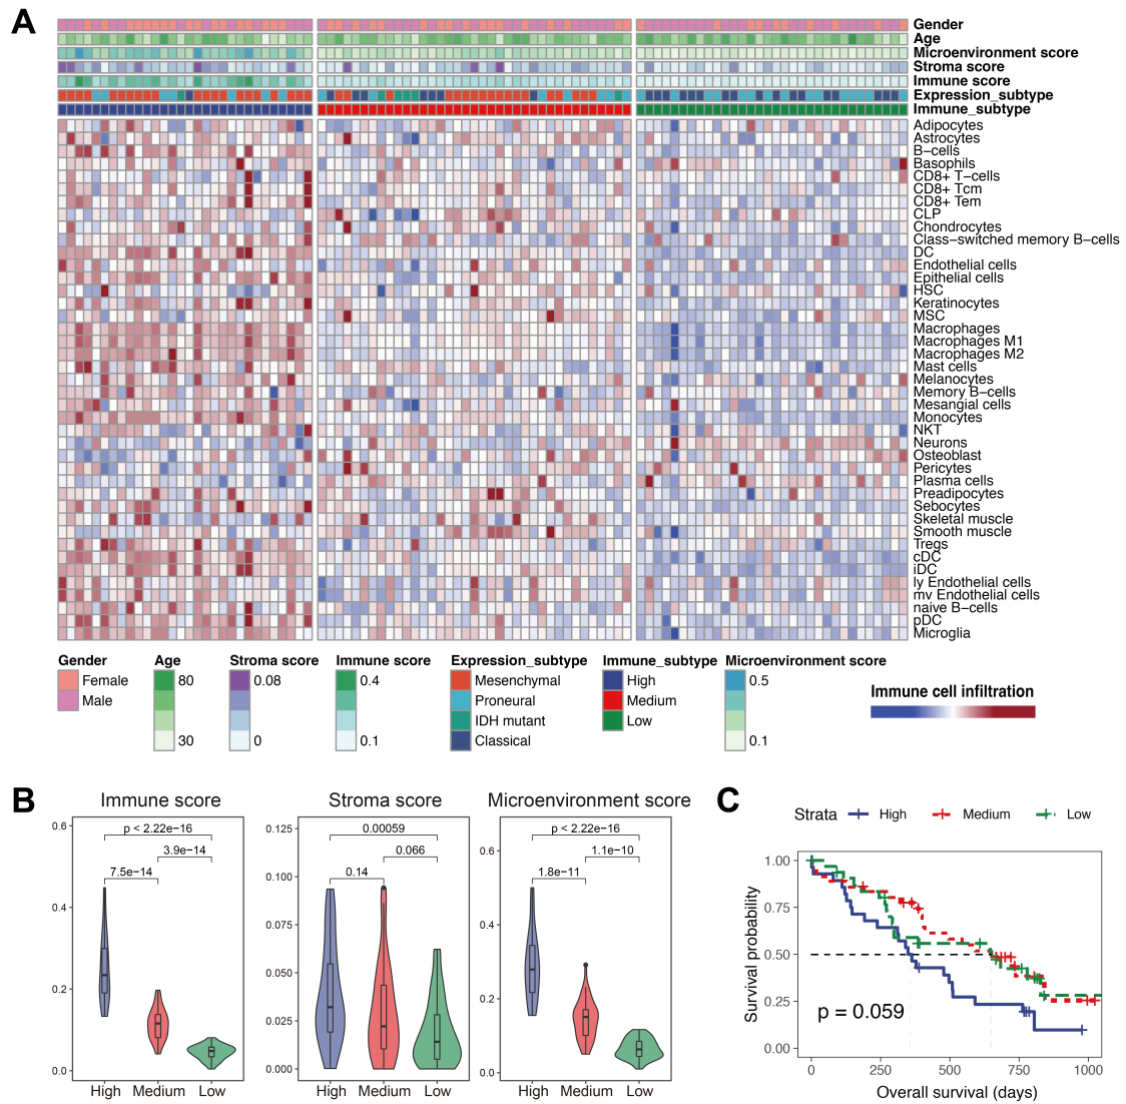 A
Gender
Age
Microenvironment score
Stroma score
Immune score
Expression_subtype
Immune_subtype
Adipocytes
Astrocytes
B−cells
Basophils
CD8+ T−cells
CD8+ Tcm
CD8+ Tem
CLP
Chondrocytes
Class−switched memory B−cells
DC
Endothelial cells
Epithelial cells
HSC
Keratinocytes
MSC
Macrophages
Macrophages M1
Macrophages M2
Mast cells
Melanocytes
Memory B−cells
Mesangial cells
Monocytes
NKT
Neurons
Osteoblast
Pericytes
Plasma cells
Preadipocytes
Sebocytes
Skeletal muscle
Smooth muscle
Tregs
cDC
iDC
ly Endothelial cells
mv Endothelial cells
naive B−cells
pDC
Microglia
Gender Age Stroma score Immune score Expression_subtype Immune_subtype Microenvironment score
Female 80 0.08 0.4 Mesenchymal High 0.5
Male Proneural Medium
IDH mutant Low
30 0 0.1 Classical 0.1
Immune cell infiltration
B
Immune score
p < 2.22e−16
3.9e−14
7.5e−14
0.6
0.4
0.2
0.0
High Medium Low
Stroma score
0.00059
0.066
0.14
0.125
0.100
0.075
0.050
0.025
0.000
High Medium Low
Microenvironment score
p < 2.22e−16
1.1e−10
1.8e−11
0.6
0.4
0.2
0.0
High Medium Low
C
Strata High Medium Low
Survival probability
1.00
0.75
0.50
0.25
0.00
p = 0.059
0 250 500 750 1000
Overall survival (days)